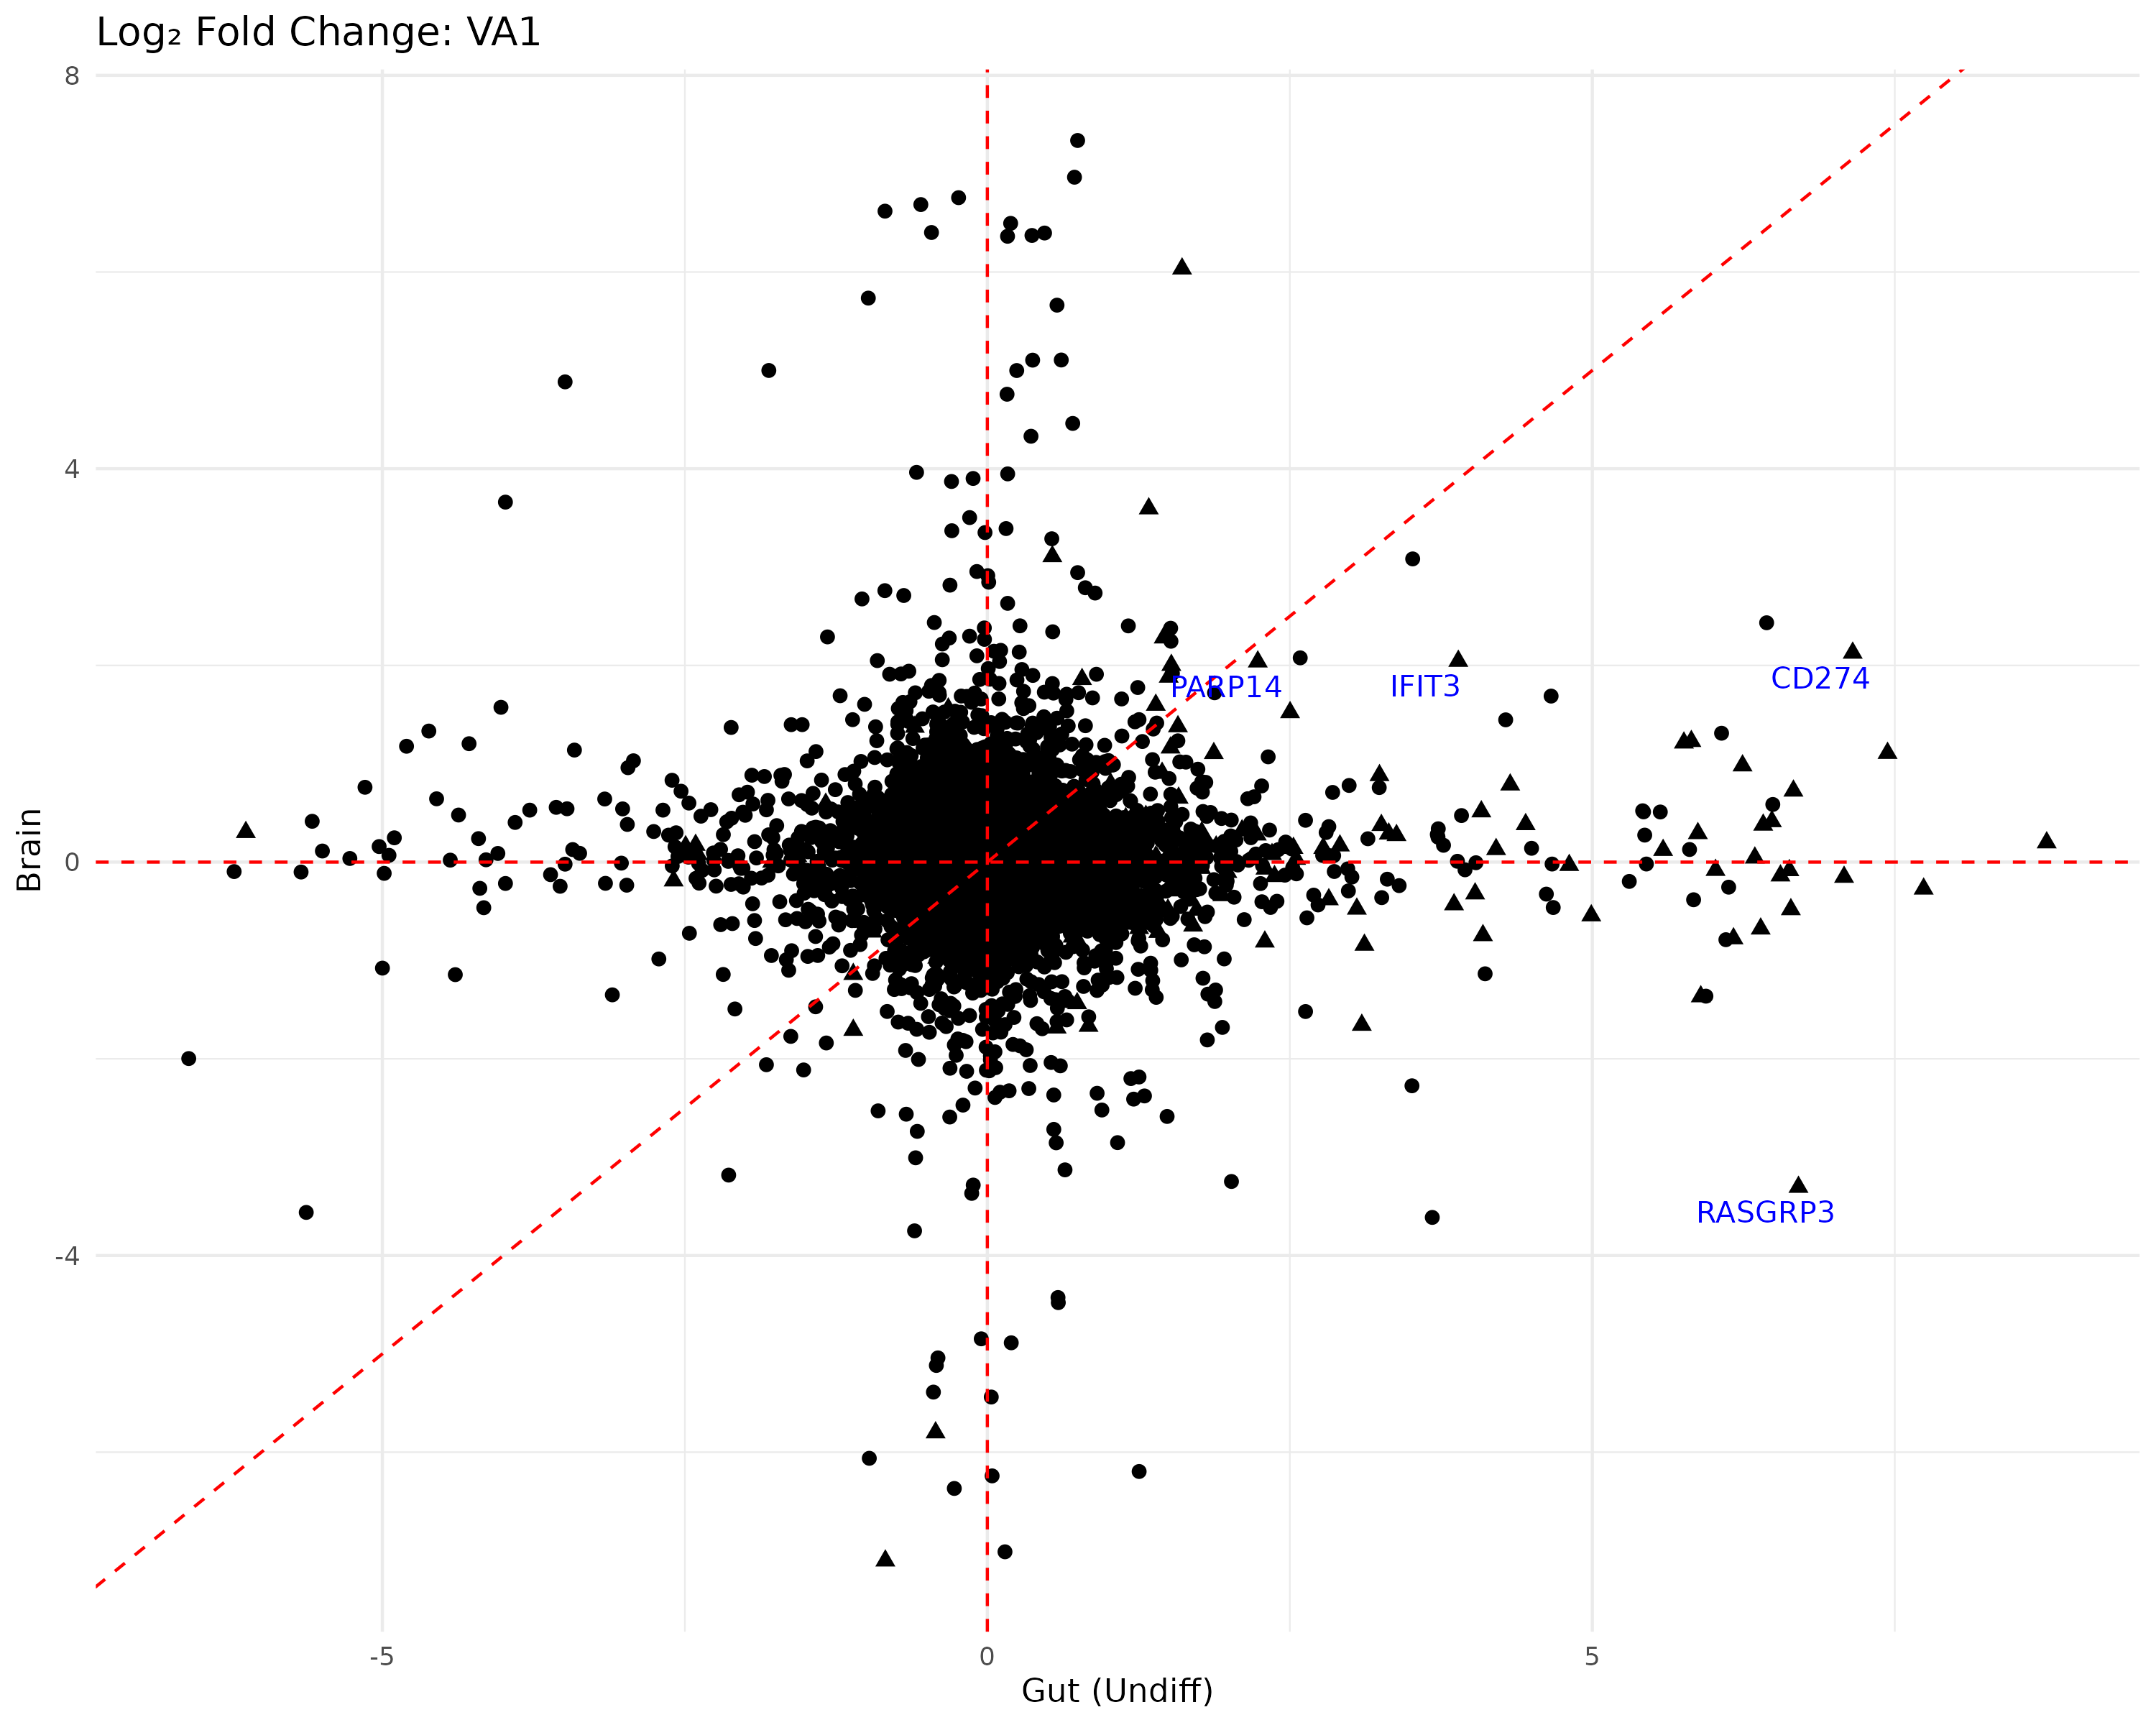 Log₂ Fold Change: VA1
8
4
0
-4
Brain
PARP14
IFIT3
CD274
RASGRP3
-5
0
5
Gut (Undiff)